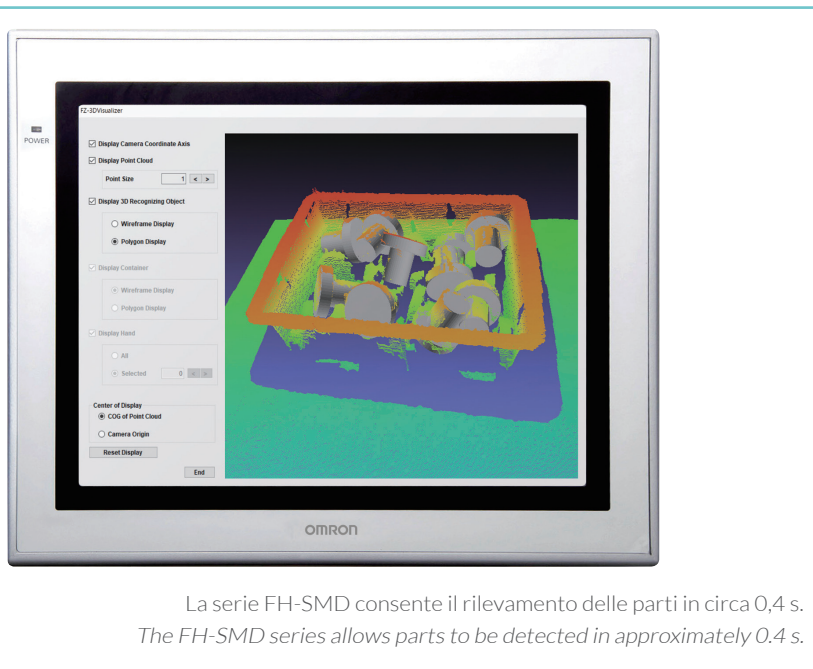 FZ-3DVisualizer
POWER
Display Camera Coordinate Axis
Display Point Cloud
Point Size 1 < >
Display 3D Recognizing Object
Wireframe Display
Polygon Display
Display Container
Wireframe Display
Polygon Display
Display Hand
All
Selected 0 < >
Center of Display
COG of Point Cloud
Camera Origin
Reset Display
End
OMRON
La serie FH-SMD consente il rilevamento delle parti in circa 0,4 s.
The FH-SMD series allows parts to be detected in approximately 0.4 s.